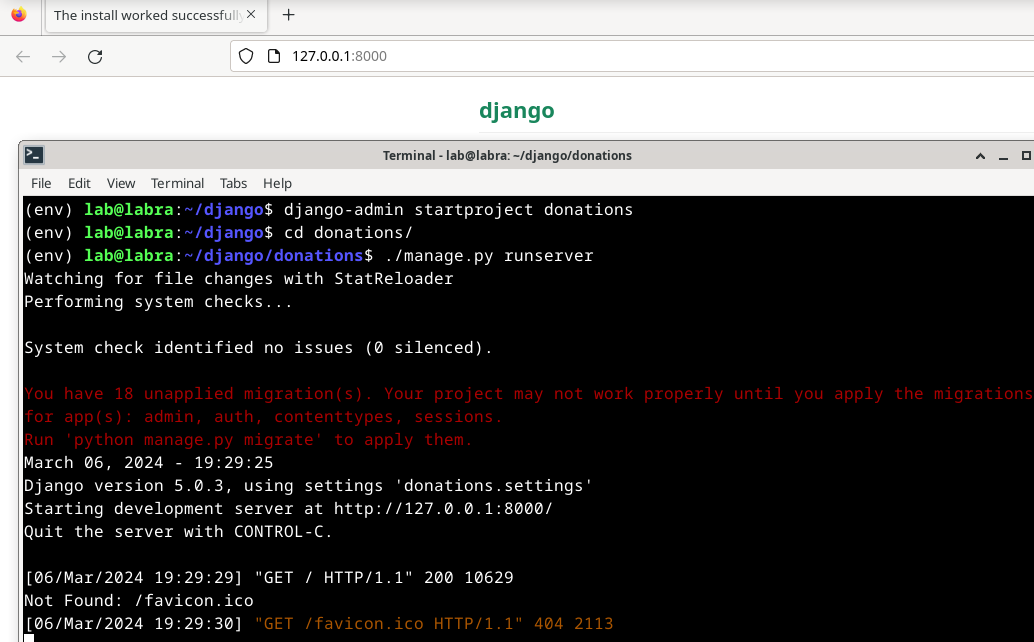 The install worked successfully
127.0.0.1:8000
django
Terminal - lab@labra: ~/django/donations
File Edit View Terminal Tabs Help
(env) lab@labra:~/django$ django-admin startproject donations
(env) lab@labra:~/django$ cd donations/
(env) lab@labra:~/django/donations$ ./manage.py runserver
Watching for file changes with StatReloader
Performing system checks...
System check identified no issues (0 silenced).
You have 18 unapplied migration(s). Your project may not work properly until you apply the migrations
for app(s): admin, auth, contenttypes, sessions.
Run 'python manage.py migrate' to apply them.
March 06, 2024 - 19:29:25
Django version 5.0.3, using settings 'donations.settings'
Starting development server at http://127.0.0.1:8000/
Quit the server with CONTROL-C.
[06/Mar/2024 19:29:29] "GET / HTTP/1.1" 200 10629
Not Found: /favicon.ico
[06/Mar/2024 19:29:30] "GET /favicon.ico HTTP/1.1" 404 2113